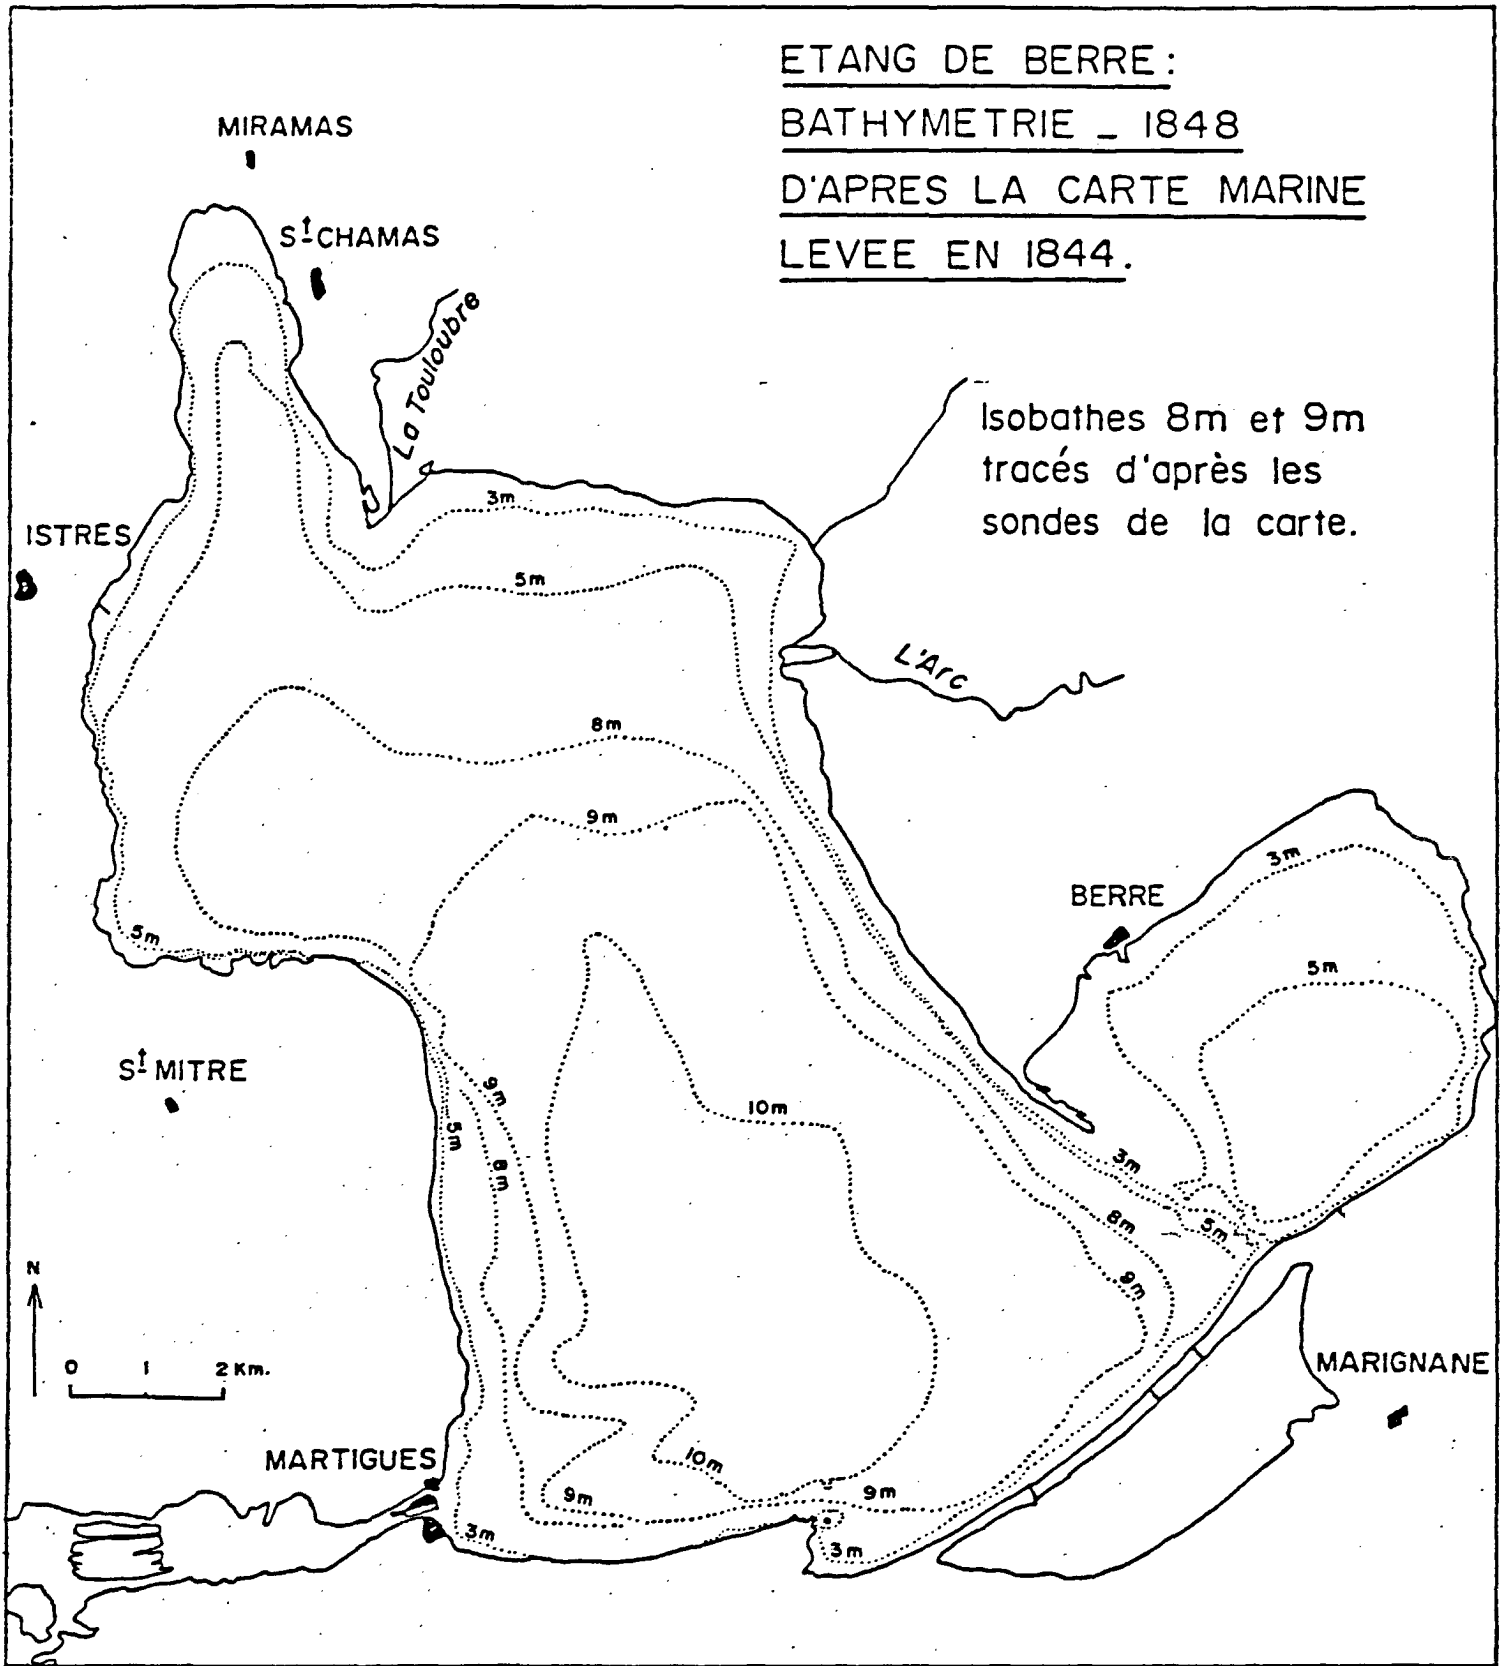 ETANG DE BERRE :
BATHYMETRIE _ 1848
D'APRES LA CARTE MARINE
LEVEE EN 1844.
MIRAMAS
St CHAMAS
La Touloubre
Isobathes 8m et 9m
tracés d'après les
sondes de la carte.
3m
ISTRES
5m
L'Arc
8m
9m
3m
BERRE
5m
5m
St MITRE
9m
10m
5m
3m
8m
8m
5m
N
9m
0 1 2 Km.
MARIGNANE
MARTIGUES
10m
9m
9m
3m
3m